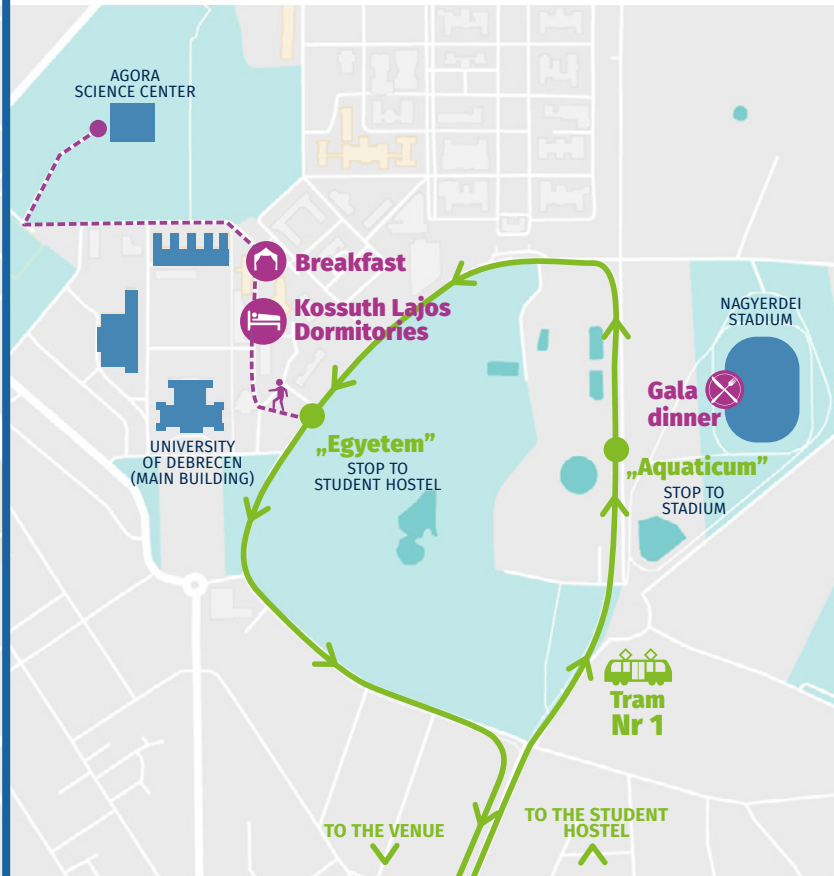 AGORA
SCIENCE CENTER
Breakfast
Kossuth Lajos
Dormitories
NAGYERDEI
STADIUM
Gala
dinner
UNIVERSITY
OF DEBRECEN
(MAIN BUILDING)
„Egyetem”
STOP TO
STUDENT HOSTEL
„Aquaticum”
STOP TO
STADIUM
Tram
Nr 1
TO THE VENUE
TO THE STUDENT
HOSTEL